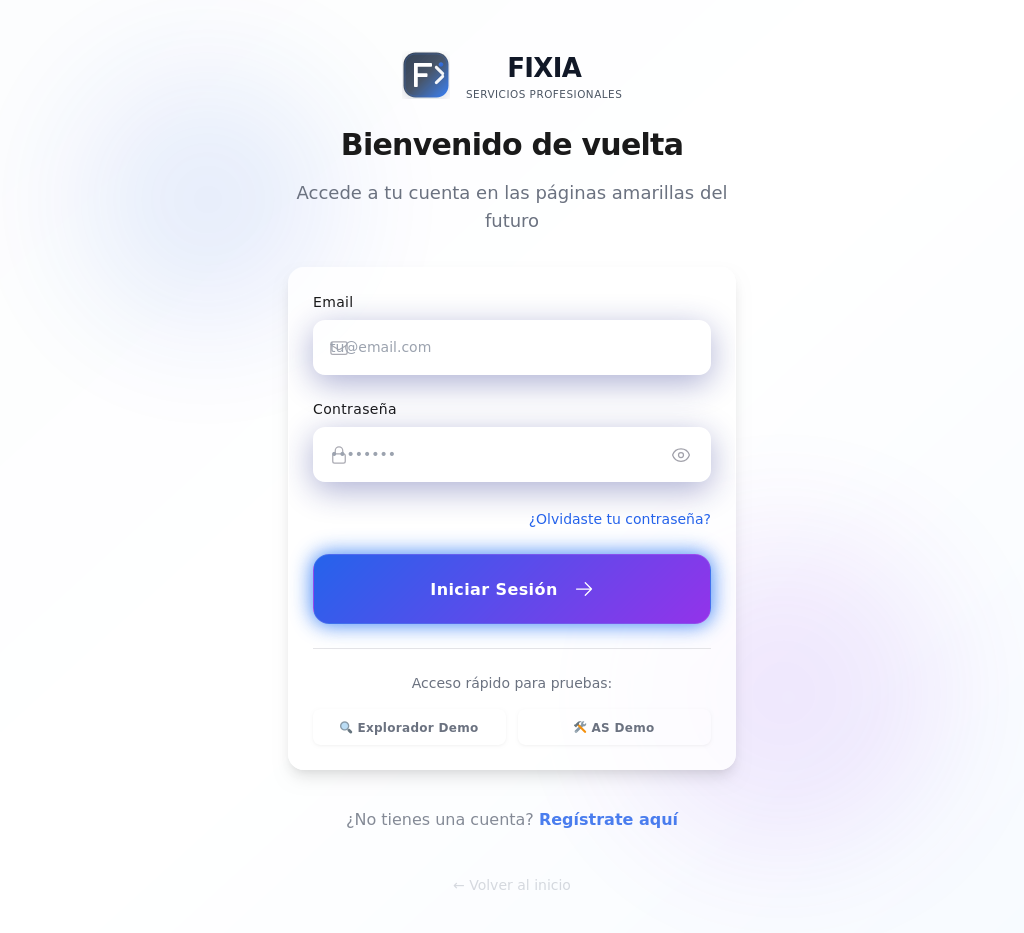 FIXIA
SERVICIOS PROFESIONALES
Bienvenido de vuelta
Accede a tu cuenta en las páginas amarillas del
futuro
Email
tu@email.com
Contraseña
••••••••
¿Olvidaste tu contraseña?
Iniciar Sesión →
Acceso rápido para pruebas:
🔍 Explorador Demo
🛠️ AS Demo
¿No tienes una cuenta? Regístrate aquí
← Volver al inicio